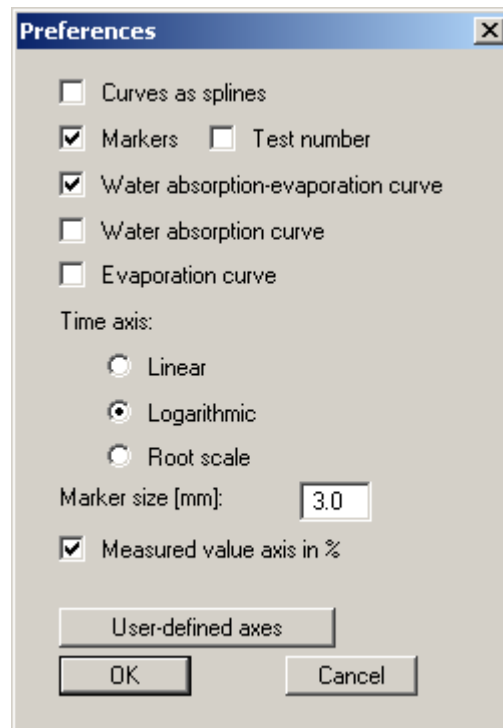 Preferences
Curves as splines
Markers Test number
Water absorption-evaporation curve
Water absorption curve
Evaporation curve
Time axis:
Linear
Logarithmic
Root scale
Marker size [mm]: 3.0
Measured value axis in %
User-defined axes
OK Cancel